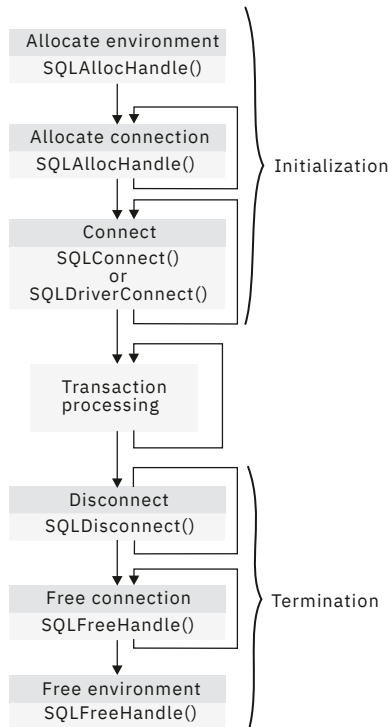 Allocate environment
SQLAllocHandle()
Allocate connection
SQLAllocHandle()
Initialization
Connect
SQLConnect()
or
SQLDriverConnect()
Transaction
processing
Disconnect
SQLDisconnect()
Free connection
SQLFreeHandle()
Termination
Free environment
SQLFreeHandle()